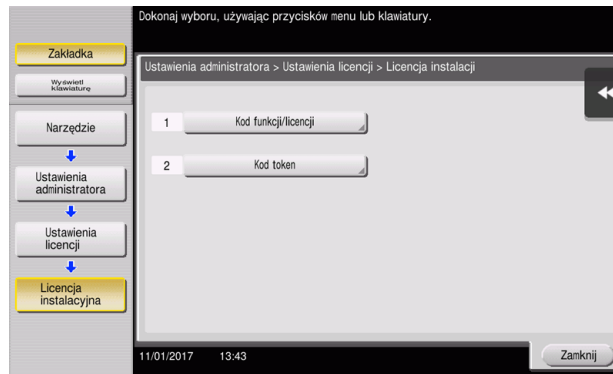 Dokonaj wyboru, używając przycisków menu lub klawiatury.
Zakładka
Wyświetl
klawiaturę
Ustawienia administratora > Ustawienia licencji > Licencja instalacji
Narzędzie
Ustawienia
administratora
Ustawienia
licencji
Licencja
instalacyjna
1 Kod funkcji/licencji
2 Kod token
11/01/2017 13:43
Zamknij